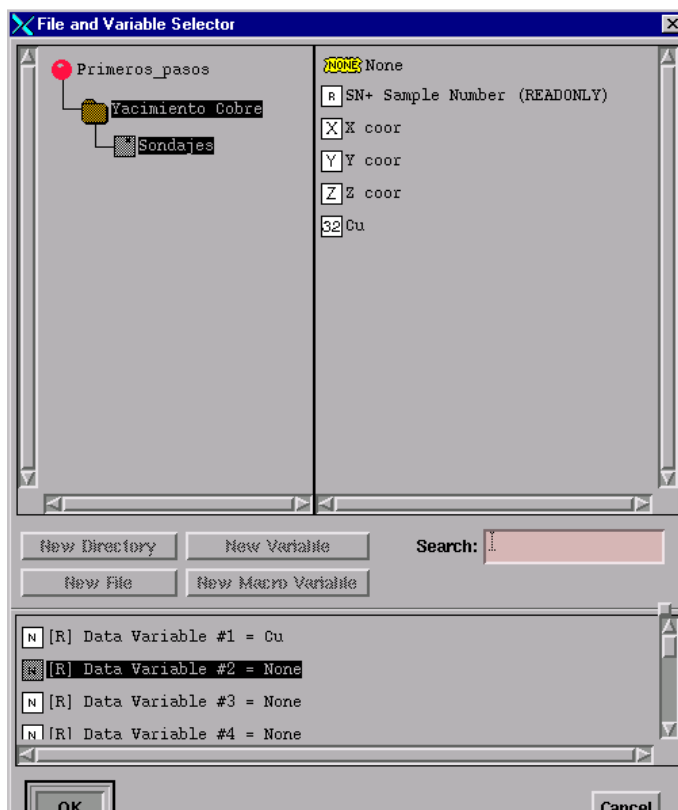 File and Variable Selector
Primeros_pasos
Yacimiento Cobre
Sondajes
NONE None
R SN+ Sample Number (READONLY)
X X coor
Y Y coor
Z Z coor
32 Cu
New Directory
New Variable
Search:
New File
New Macro Variable
N [R] Data Variable #1 = Cu
N [R] Data Variable #2 = None
N [R] Data Variable #3 = None
N [R] Data Variable #4 = None
OK
Cancel